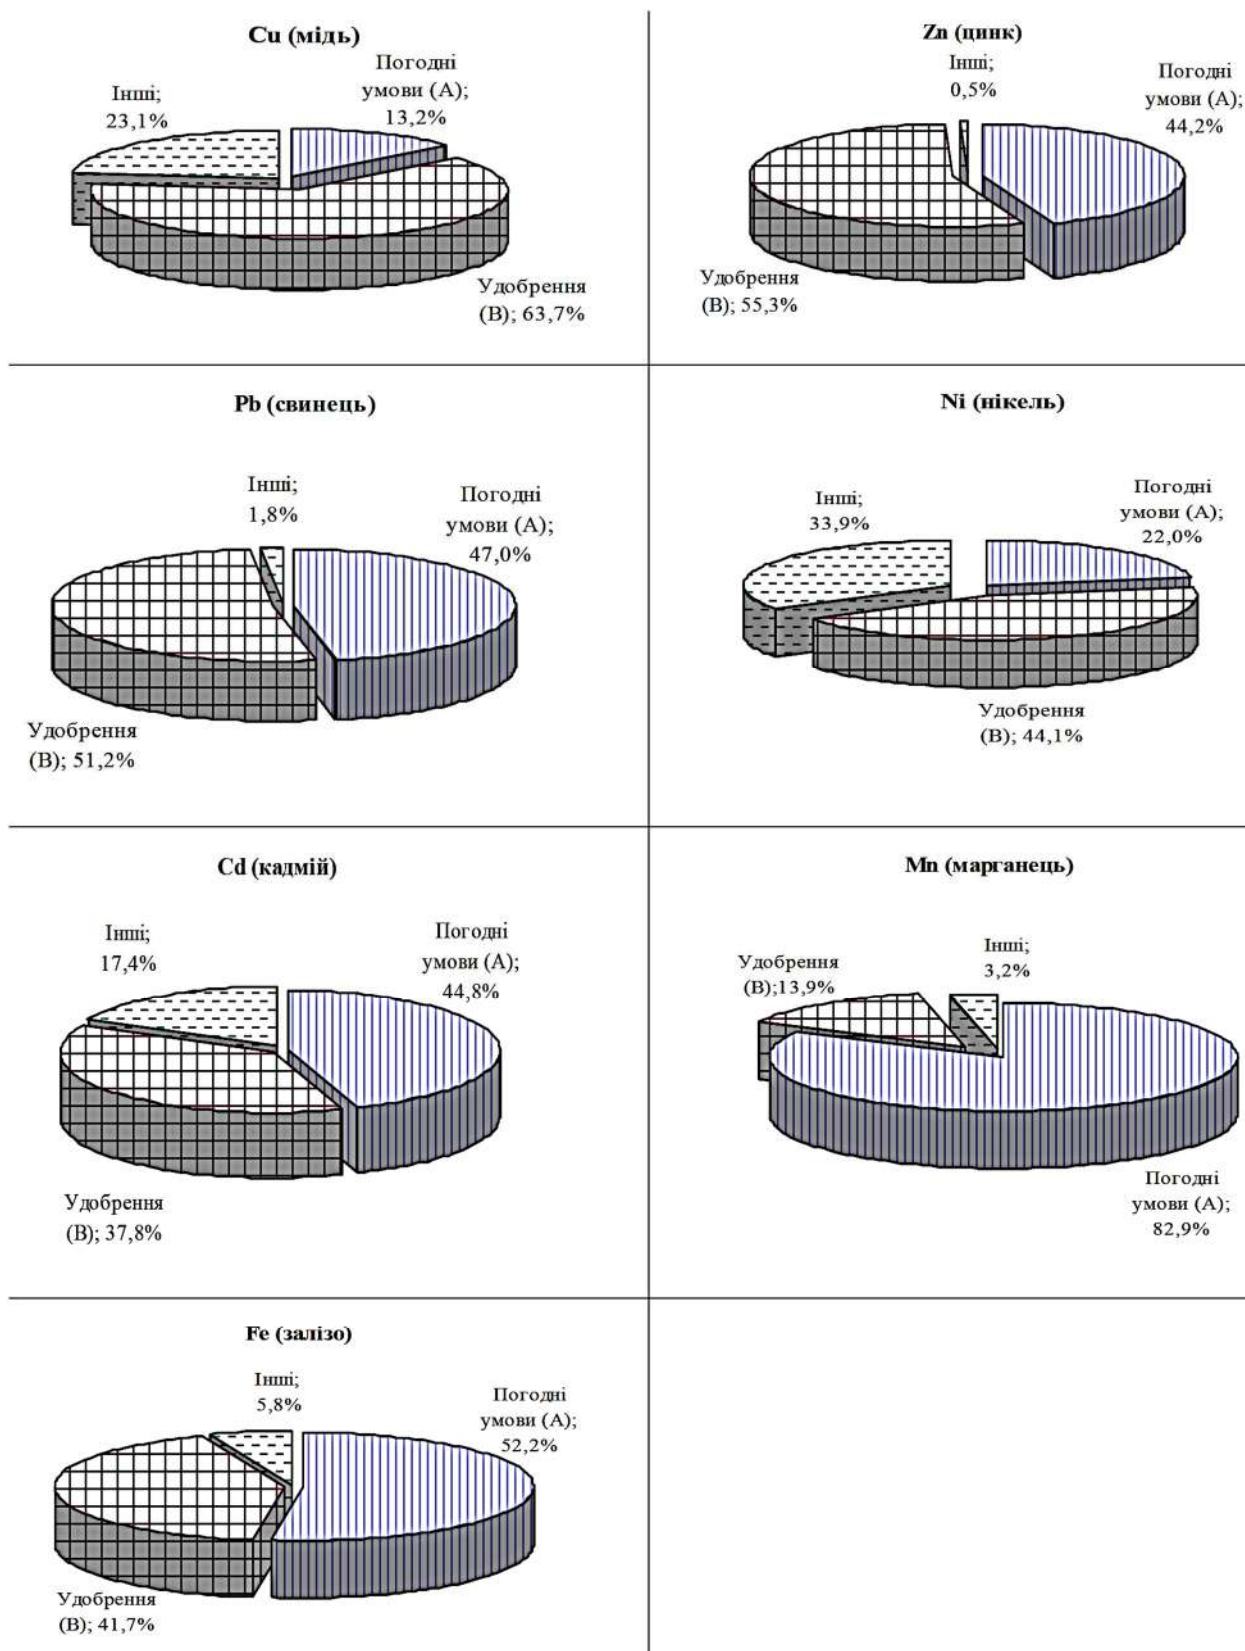 Cu (мідь)
Погодні
умови (А);
13,2%
Інші;
23,1%
Удобрення
(В); 63,7%
Zn (цинк)
Інші;
0,5%
Погодні
умови (А);
44,2%
Удобрення
(В); 55,3%
Pb (свинець)
Інші;
1,8%
Погодні
умови (А);
47,0%
Удобрення
(В); 51,2%
Ni (нікель)
Інші;
33,9%
Погодні
умови (А);
22,0%
Удобрення
(В); 44,1%
Cd (кадмій)
Інші;
17,4%
Погодні
умови (А);
44,8%
Удобрення
(В); 37,8%
Mn (марганець)
Удобрення
(В);13,9%
Інші;
3,2%
Погодні
умови (А);
82,9%
Fe (залізо)
Інші;
5,8%
Погодні
умови (А);
52,2%
Удобрення
(В); 41,7%